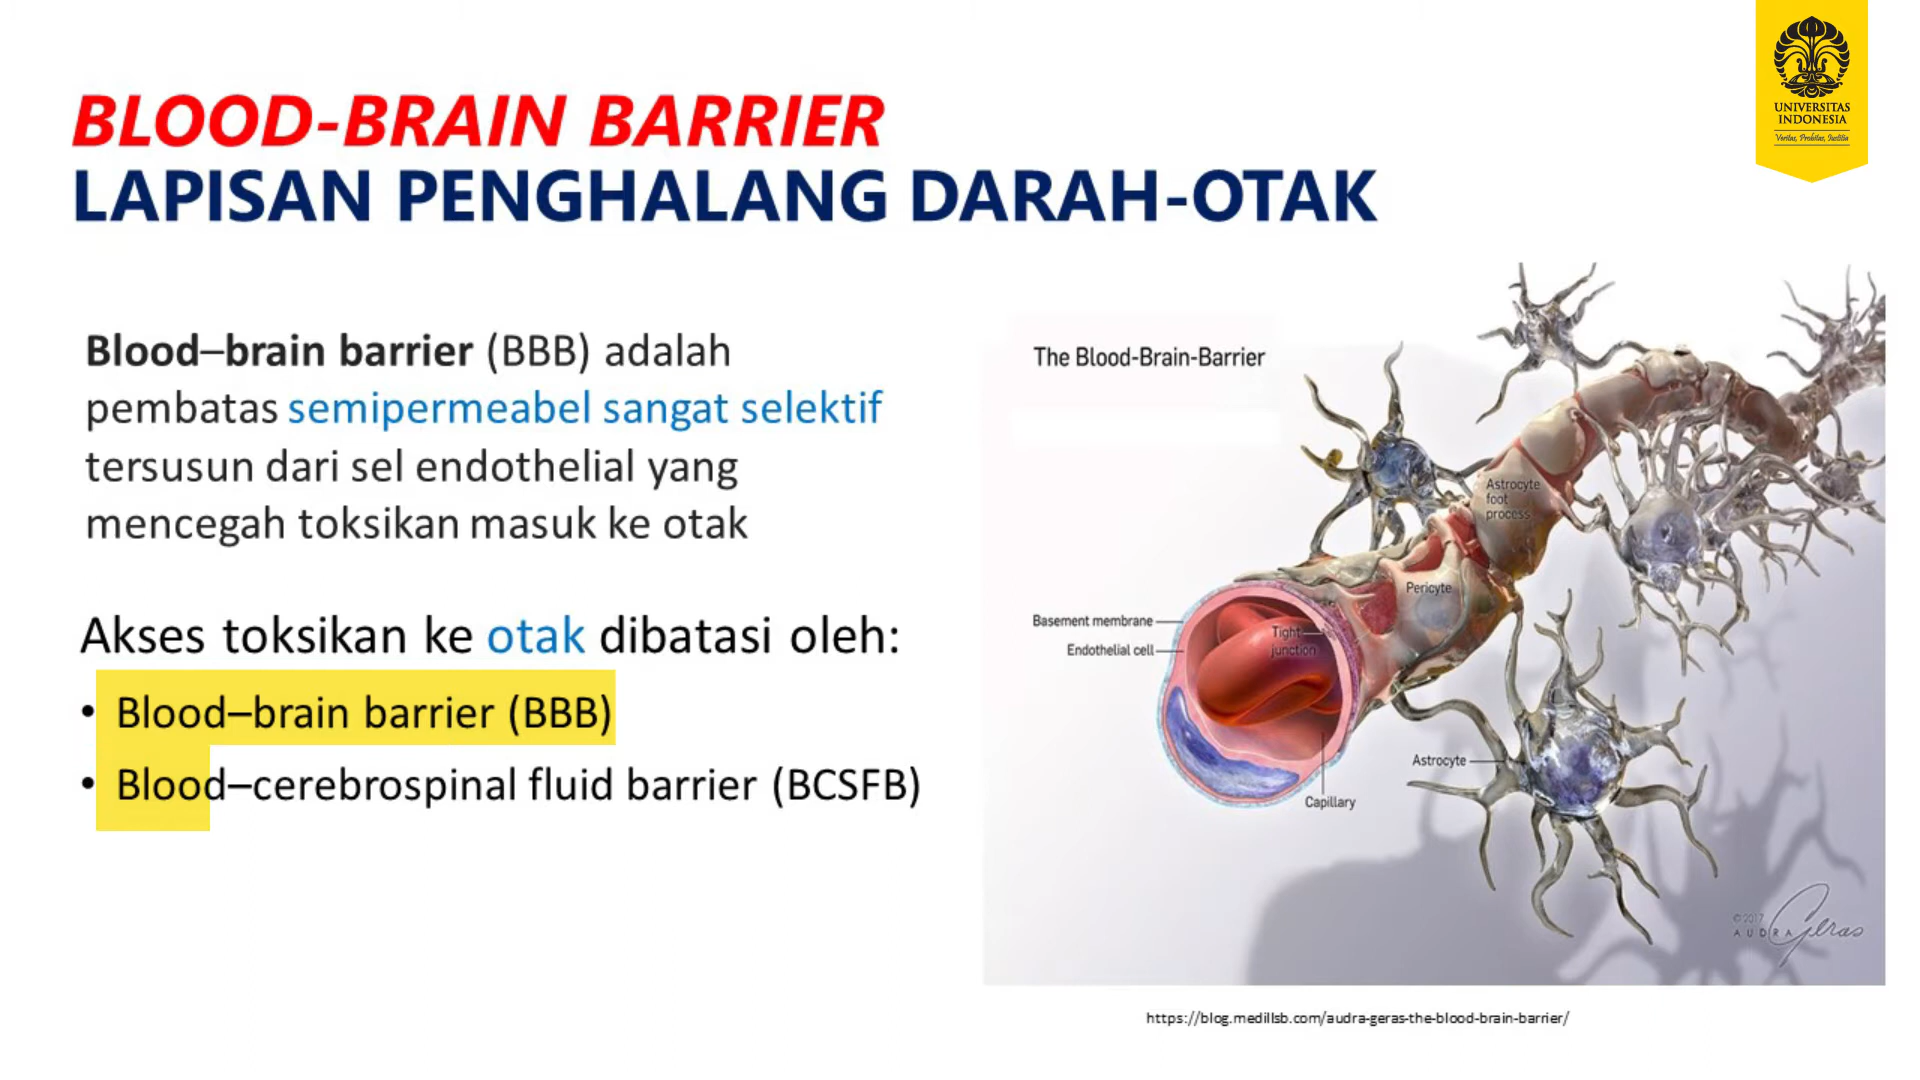 UNIVERSITAS
INDONESIA
Veritas, Probitas, Justitia
BLOOD-BRAIN BARRIER
LAPISAN PENGHALANG DARAH-OTAK
Blood–brain barrier (BBB) adalah
pembatas semipermeabel sangat selektif
tersusun dari sel endothelial yang
mencegah toksikan masuk ke otak
Akses toksikan ke otak dibatasi oleh:
• Blood–brain barrier (BBB)
• Blood–cerebrospinal fluid barrier (BCSFB)
The Blood-Brain-Barrier
Astrocyte
foot
process
Pericyte
Basement membrane
Endothelial cell
Tight
junction
Astrocyte
Capillary
©2017
AUDRA Geras
https://blog.medillsb.com/audra-geras-the-blood-brain-barrier/